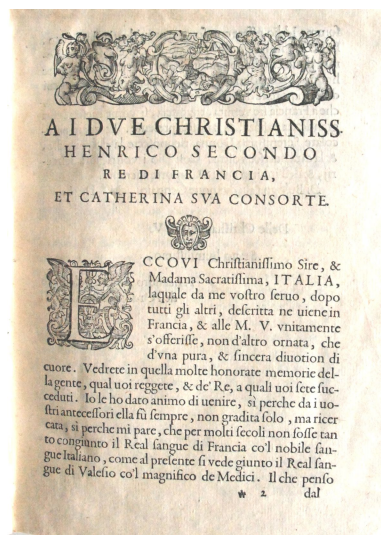 A I DVE CHRISTIANISS.
HENRICO SECONDO
RE DI FRANCIA,
ET CATHERINA SVA CONSORTE.
ECCOVI Chriſtianiſſimo Sire, &
Madama Sacratiſſima, ITALIA,
laquale da me voſtro ſeruo, dopo
tutti gli altri, deſcritta ne uiene in
Francia, & alle M. V. vnitamente
s'offeriſſe, non d'altro ornata, che
d'vna pura, & ſincera diuotion di
cuore. Vedrete in quella molte honorate memorie del-
la gente, qual uoi reggete, & de' Re, a quali uoi ſete ſuc-
ceduti. Io le ho dato animo di uenire, sì perche da i uo-
ſtri anteceſſori ella fù ſempre, non gradita ſolo, ma ricer
cata, sì perche mi pare, che per molti ſecoli non foſſe tan
to congiunto il Real ſangue di Francia co'l nobile ſan-
gue Italiano, come al preſente ſi vede giunto il Real ſan-
gue di Valeſio co'l magnifico de Medici. Il che penſo
* 2 dal